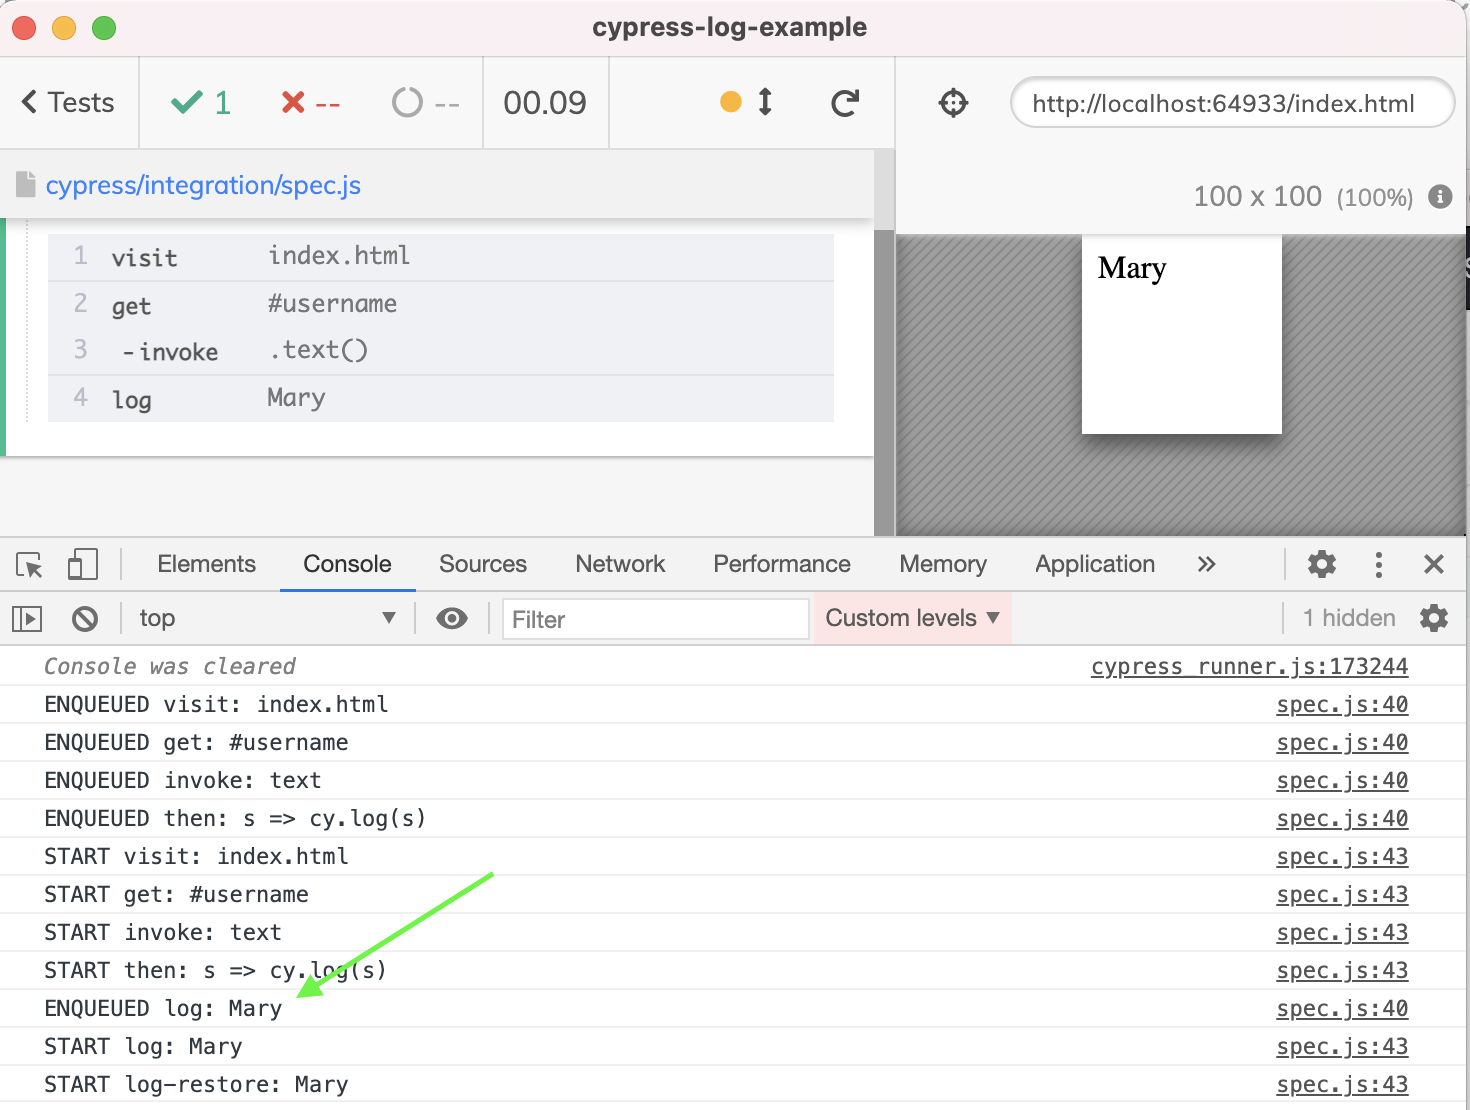 cypress-log-example
Tests
1
--
--
00.09
http://localhost:64933/index.html
cypress/integration/spec.js
100 x 100 (100%)
1 visit index.html
2 get #username
3 -invoke .text()
4 log Mary
Mary
Elements Console Sources Network Performance Memory Application »
top ▼ Filter Custom levels ▼ 1 hidden
Console was cleared cypress_runner.js:173244
ENQUEUED visit: index.html spec.js:40
ENQUEUED get: #username spec.js:40
ENQUEUED invoke: text spec.js:40
ENQUEUED then: s => cy.log(s) spec.js:40
START visit: index.html spec.js:43
START get: #username spec.js:43
START invoke: text spec.js:43
START then: s => cy.log(s) spec.js:43
ENQUEUED log: Mary spec.js:40
START log: Mary spec.js:43
START log-restore: Mary spec.js:43